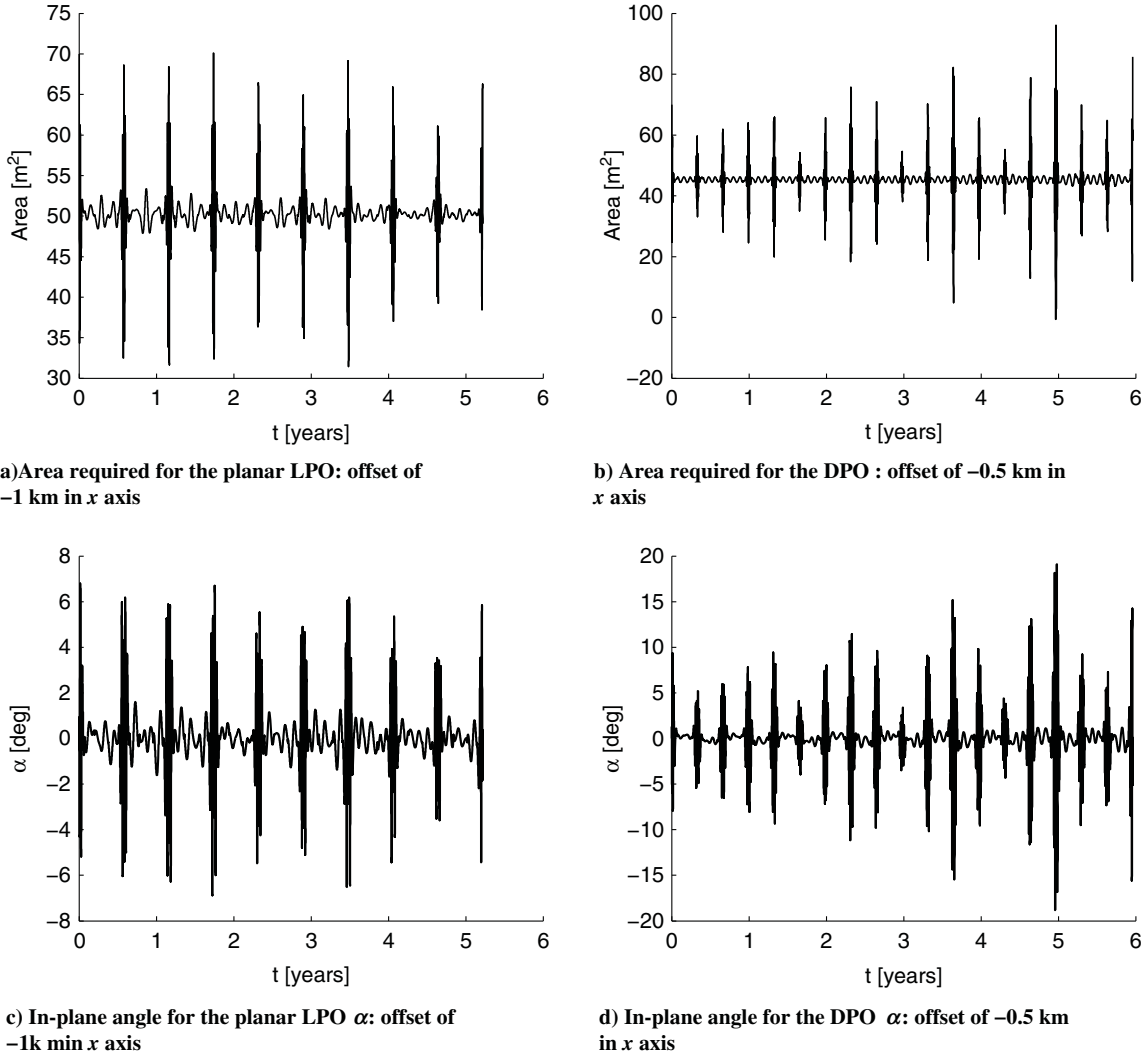 75
70
65
60
55
50
45
40
35
30
Area [m²]
0 1 2 3 4 5 6
t [years]
a)Area required for the planar LPO: offset of
−1 km in x axis
100
80
60
40
20
0
−20
Area [m²]
0 1 2 3 4 5 6
t [years]
b) Area required for the DPO : offset of −0.5 km in
x axis
8
6
4
2
0
−2
−4
−6
−8
α [deg]
0 1 2 3 4 5 6
t [years]
c) In-plane angle for the planar LPO α: offset of
−1k min x axis
20
15
10
5
0
−5
−10
−15
−20
α [deg]
0 1 2 3 4 5 6
t [years]
d) In-plane angle for the DPO α: offset of −0.5 km
in x axis